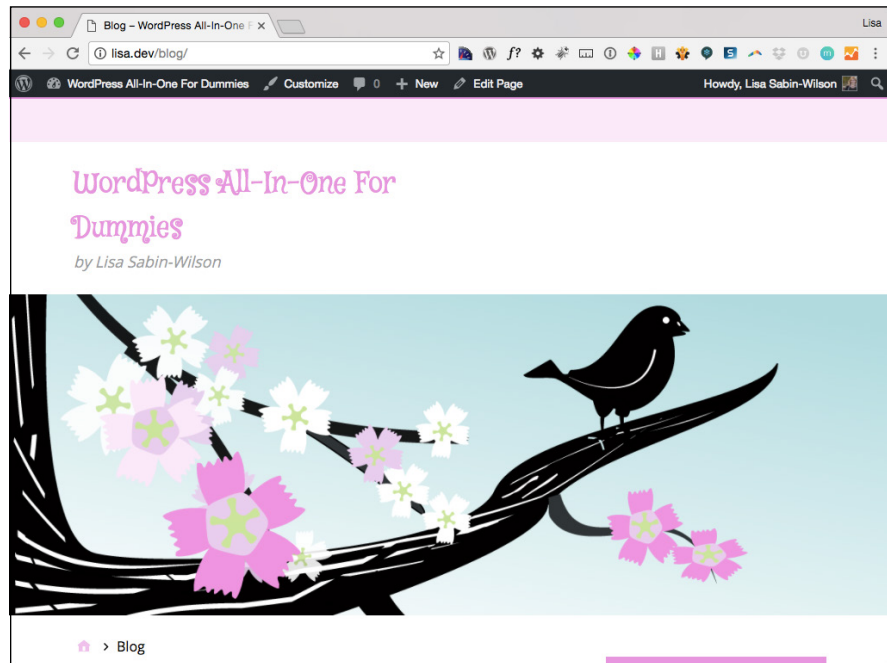 Blog – WordPress All-In-One F
Lisa
lisa.dev/blog/
WordPress All-In-One For Dummies Customize 0 New Edit Page Howdy, Lisa Sabin-Wilson
WordPress All-In-One For
Dummies
by Lisa Sabin-Wilson
> Blog